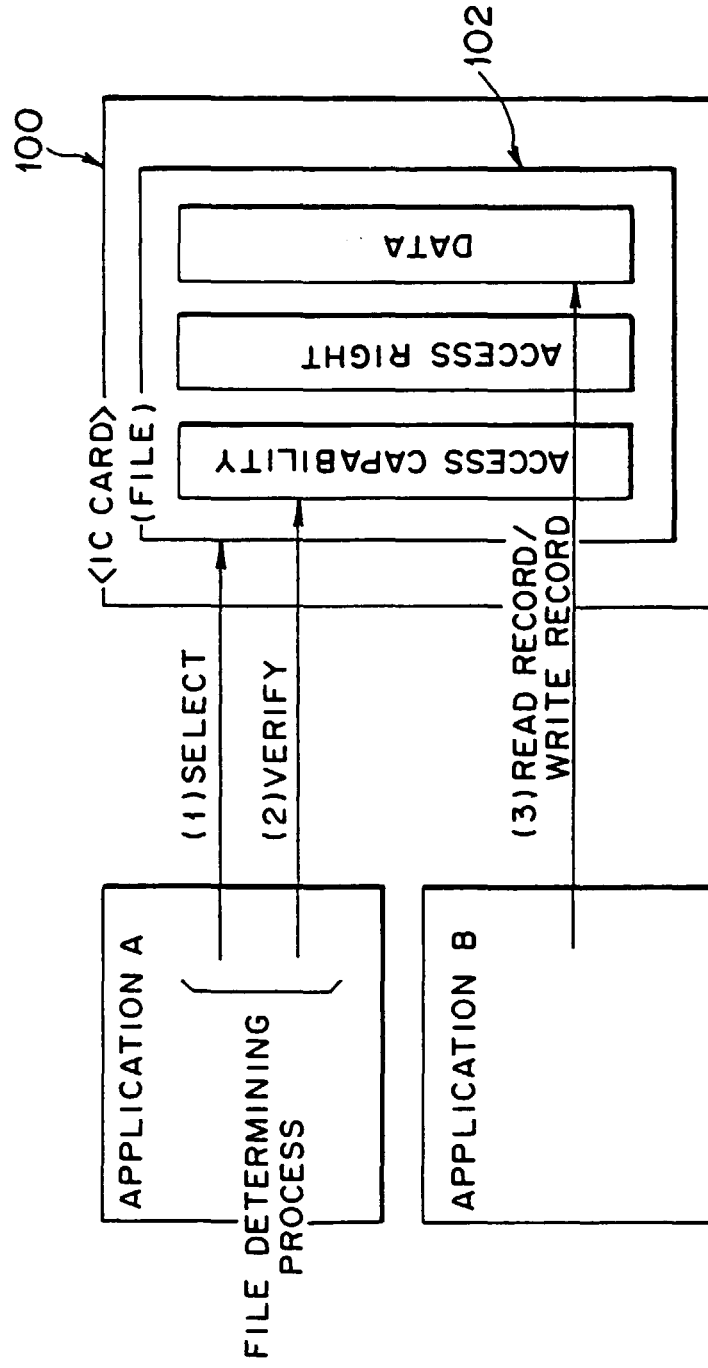 100
<IC CARD>
(FILE)
102
ACCESS CAPABILITY
ACCESS RIGHT
DATA
(1)SELECT
(2)VERIFY
(3)READ RECORD/
WRITE RECORD
APPLICATION A
FILE DETERMINING
PROCESS
APPLICATION B